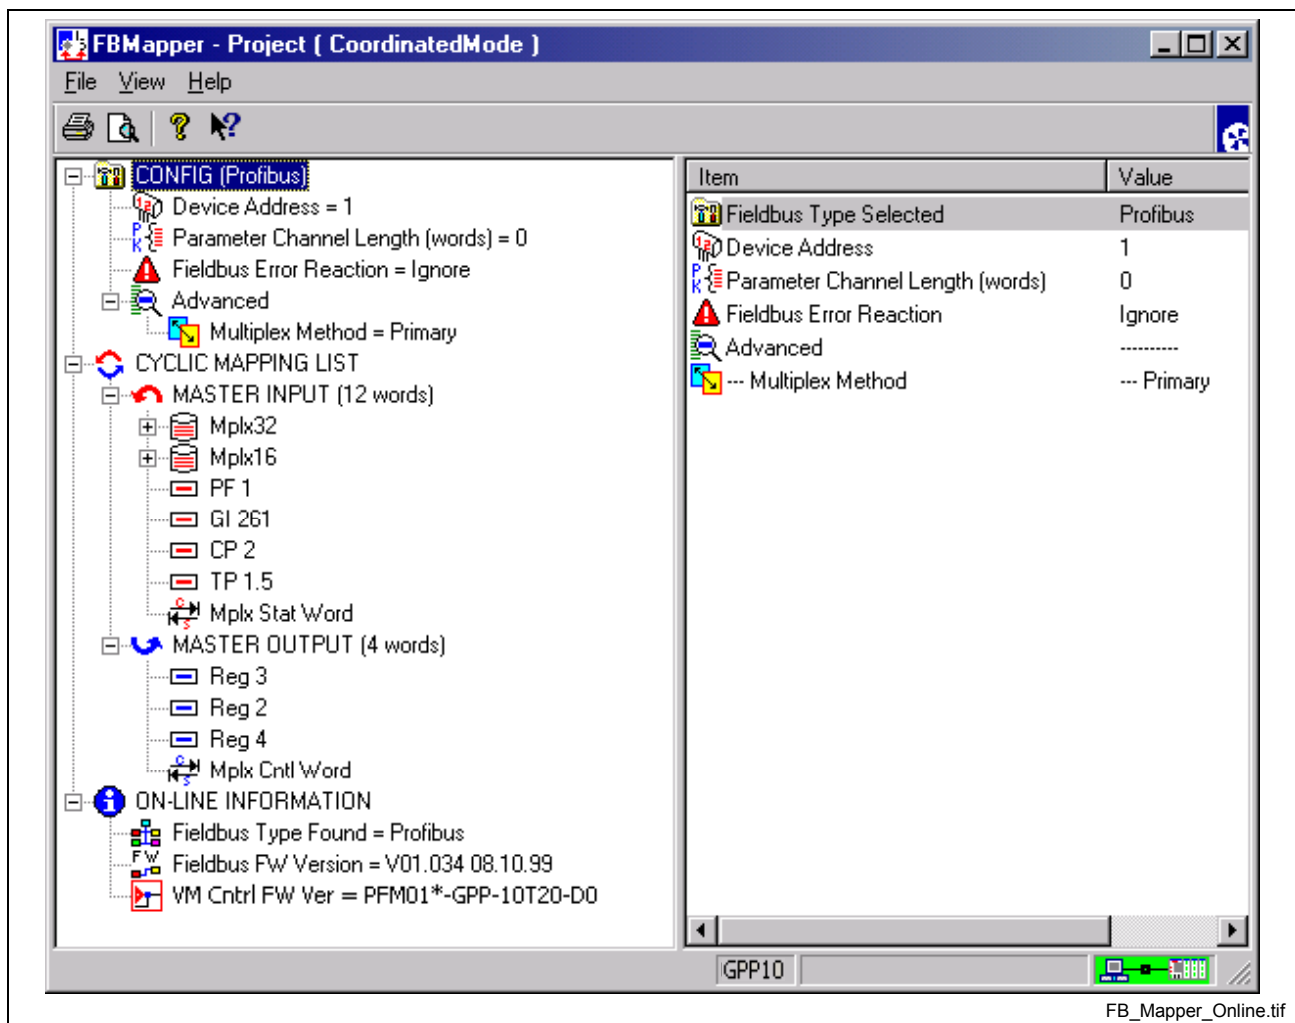 FBMapper - Project ( CoordinatedMode )
File View Help
CONFIG (Profibus)
Device Address = 1
Parameter Channel Length (words) = 0
Fieldbus Error Reaction = Ignore
Advanced
Multiplex Method = Primary
CYCLIC MAPPING LIST
MASTER INPUT (12 words)
Mplx32
Mplx16
PF 1
GI 261
CP 2
TP 1.5
Mplx Stat Word
MASTER OUTPUT (4 words)
Reg 3
Reg 2
Reg 4
Mplx Cntl Word
ON-LINE INFORMATION
Fieldbus Type Found = Profibus
Fieldbus FW Version = V01.034 08.10.99
VM Cntrl FW Ver = PFM01*-GPP-10T20-D0
Item Value
Fieldbus Type Selected Profibus
Device Address 1
Parameter Channel Length (words) 0
Fieldbus Error Reaction Ignore
Advanced ----------
--- Multiplex Method --- Primary
GPP10
FB_Mapper_Online.tif